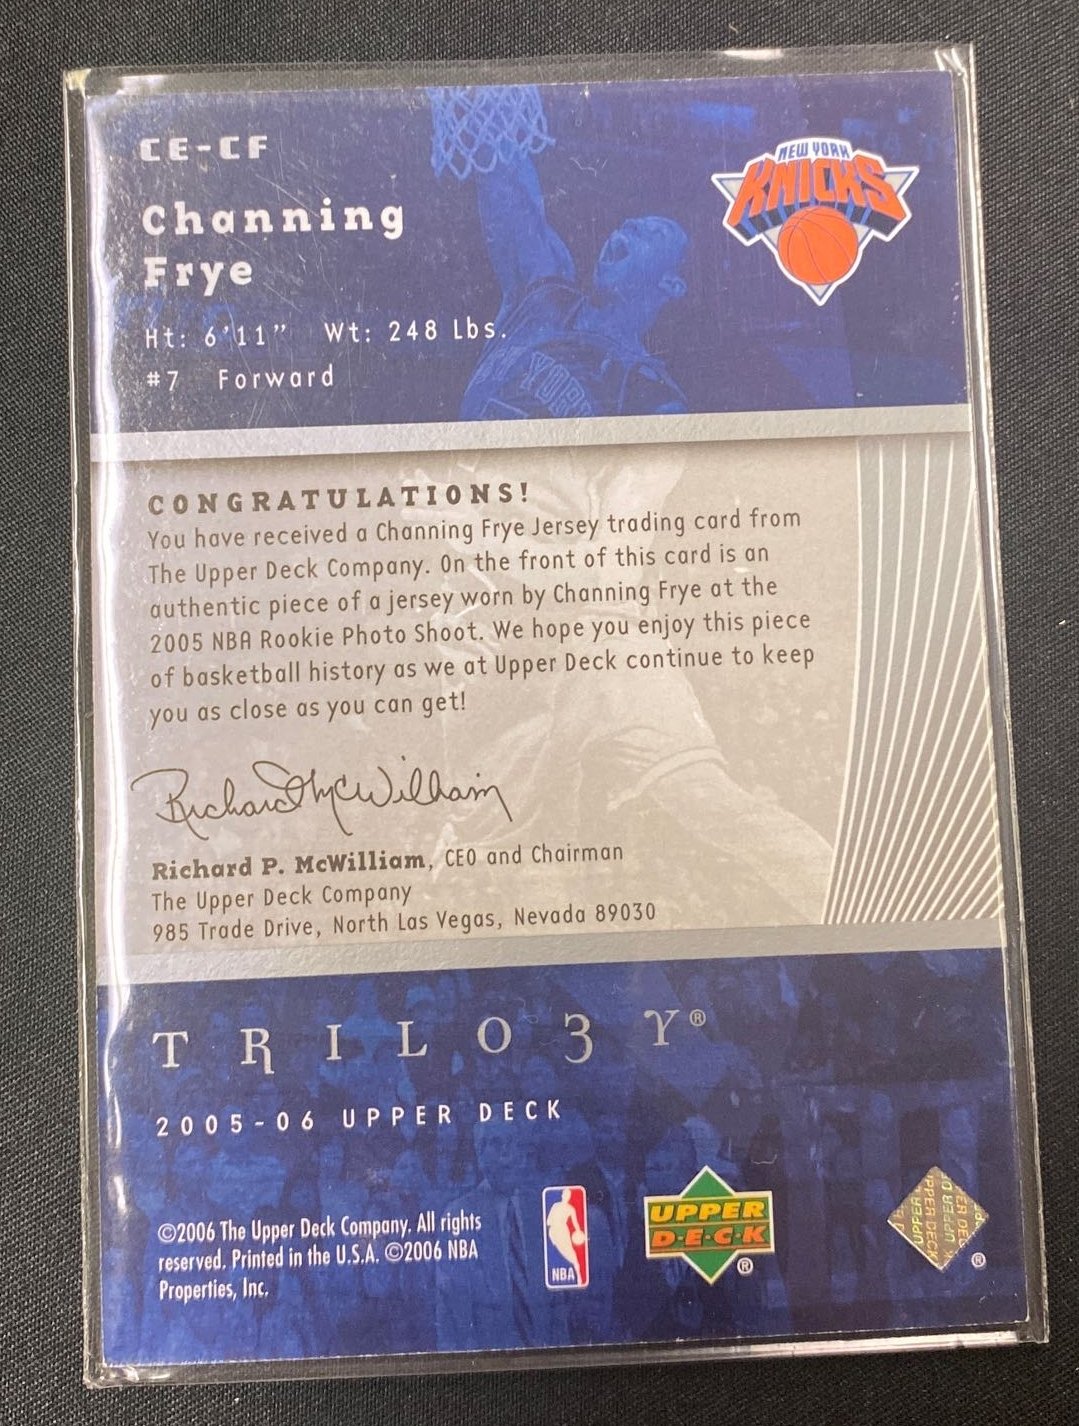 CE-CF
Channing
Frye
Ht: 6'11" Wt: 248 Lbs.
#7 Forward
NEW YORK
KNICKS
YORK
CONGRATULATIONS!
You have received a Channing Frye Jersey trading card from
The Upper Deck Company. On the front of this card is an
authentic piece of a jersey worn by Channing Frye at the
2005 NBA Rookie Photo Shoot. We hope you enjoy this piece
of basketball history as we at Upper Deck continue to keep
you as close as you can get!
Richard McWilliam
Richard P. McWilliam, CEO and Chairman
The Upper Deck Company
985 Trade Drive, North Las Vegas, Nevada 89030
TRILO3Y®
2005-06 UPPER DECK
©2006 The Upper Deck Company. All rights
reserved. Printed in the U.S.A. ©2006 NBA
Properties, Inc.
NBA
UPPER
D·E·C·K
®
UPPER DECK
UPPER DECK
®